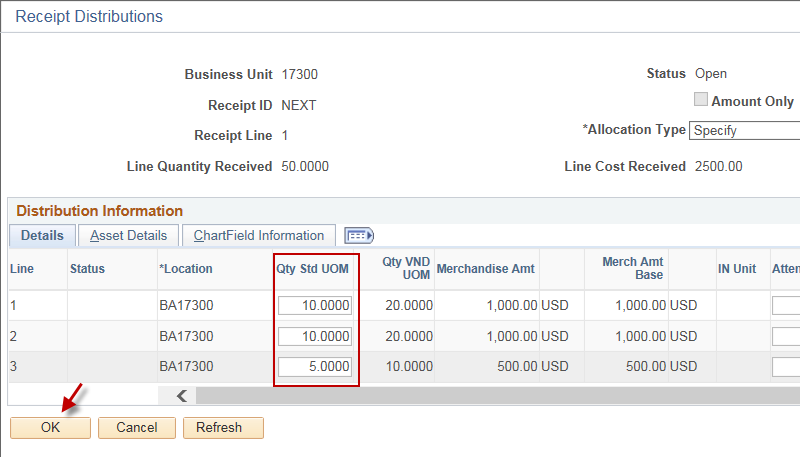 Receipt Distributions
Business Unit 17300 Status Open
Receipt ID NEXT Amount Only
Receipt Line 1 *Allocation Type Specify
Line Quantity Received 50.0000 Line Cost Received 2500.00
Distribution Information
Details Asset Details ChartField Information
Line Status *Location Qty Std UOM Qty VND UOM Merchandise Amt Merch Amt Base IN Unit Atten
1 BA17300 10.0000 20.0000 1,000.00 USD 1,000.00 USD
2 BA17300 10.0000 20.0000 1,000.00 USD 1,000.00 USD
3 BA17300 5.0000 10.0000 500.00 USD 500.00 USD
OK Cancel Refresh